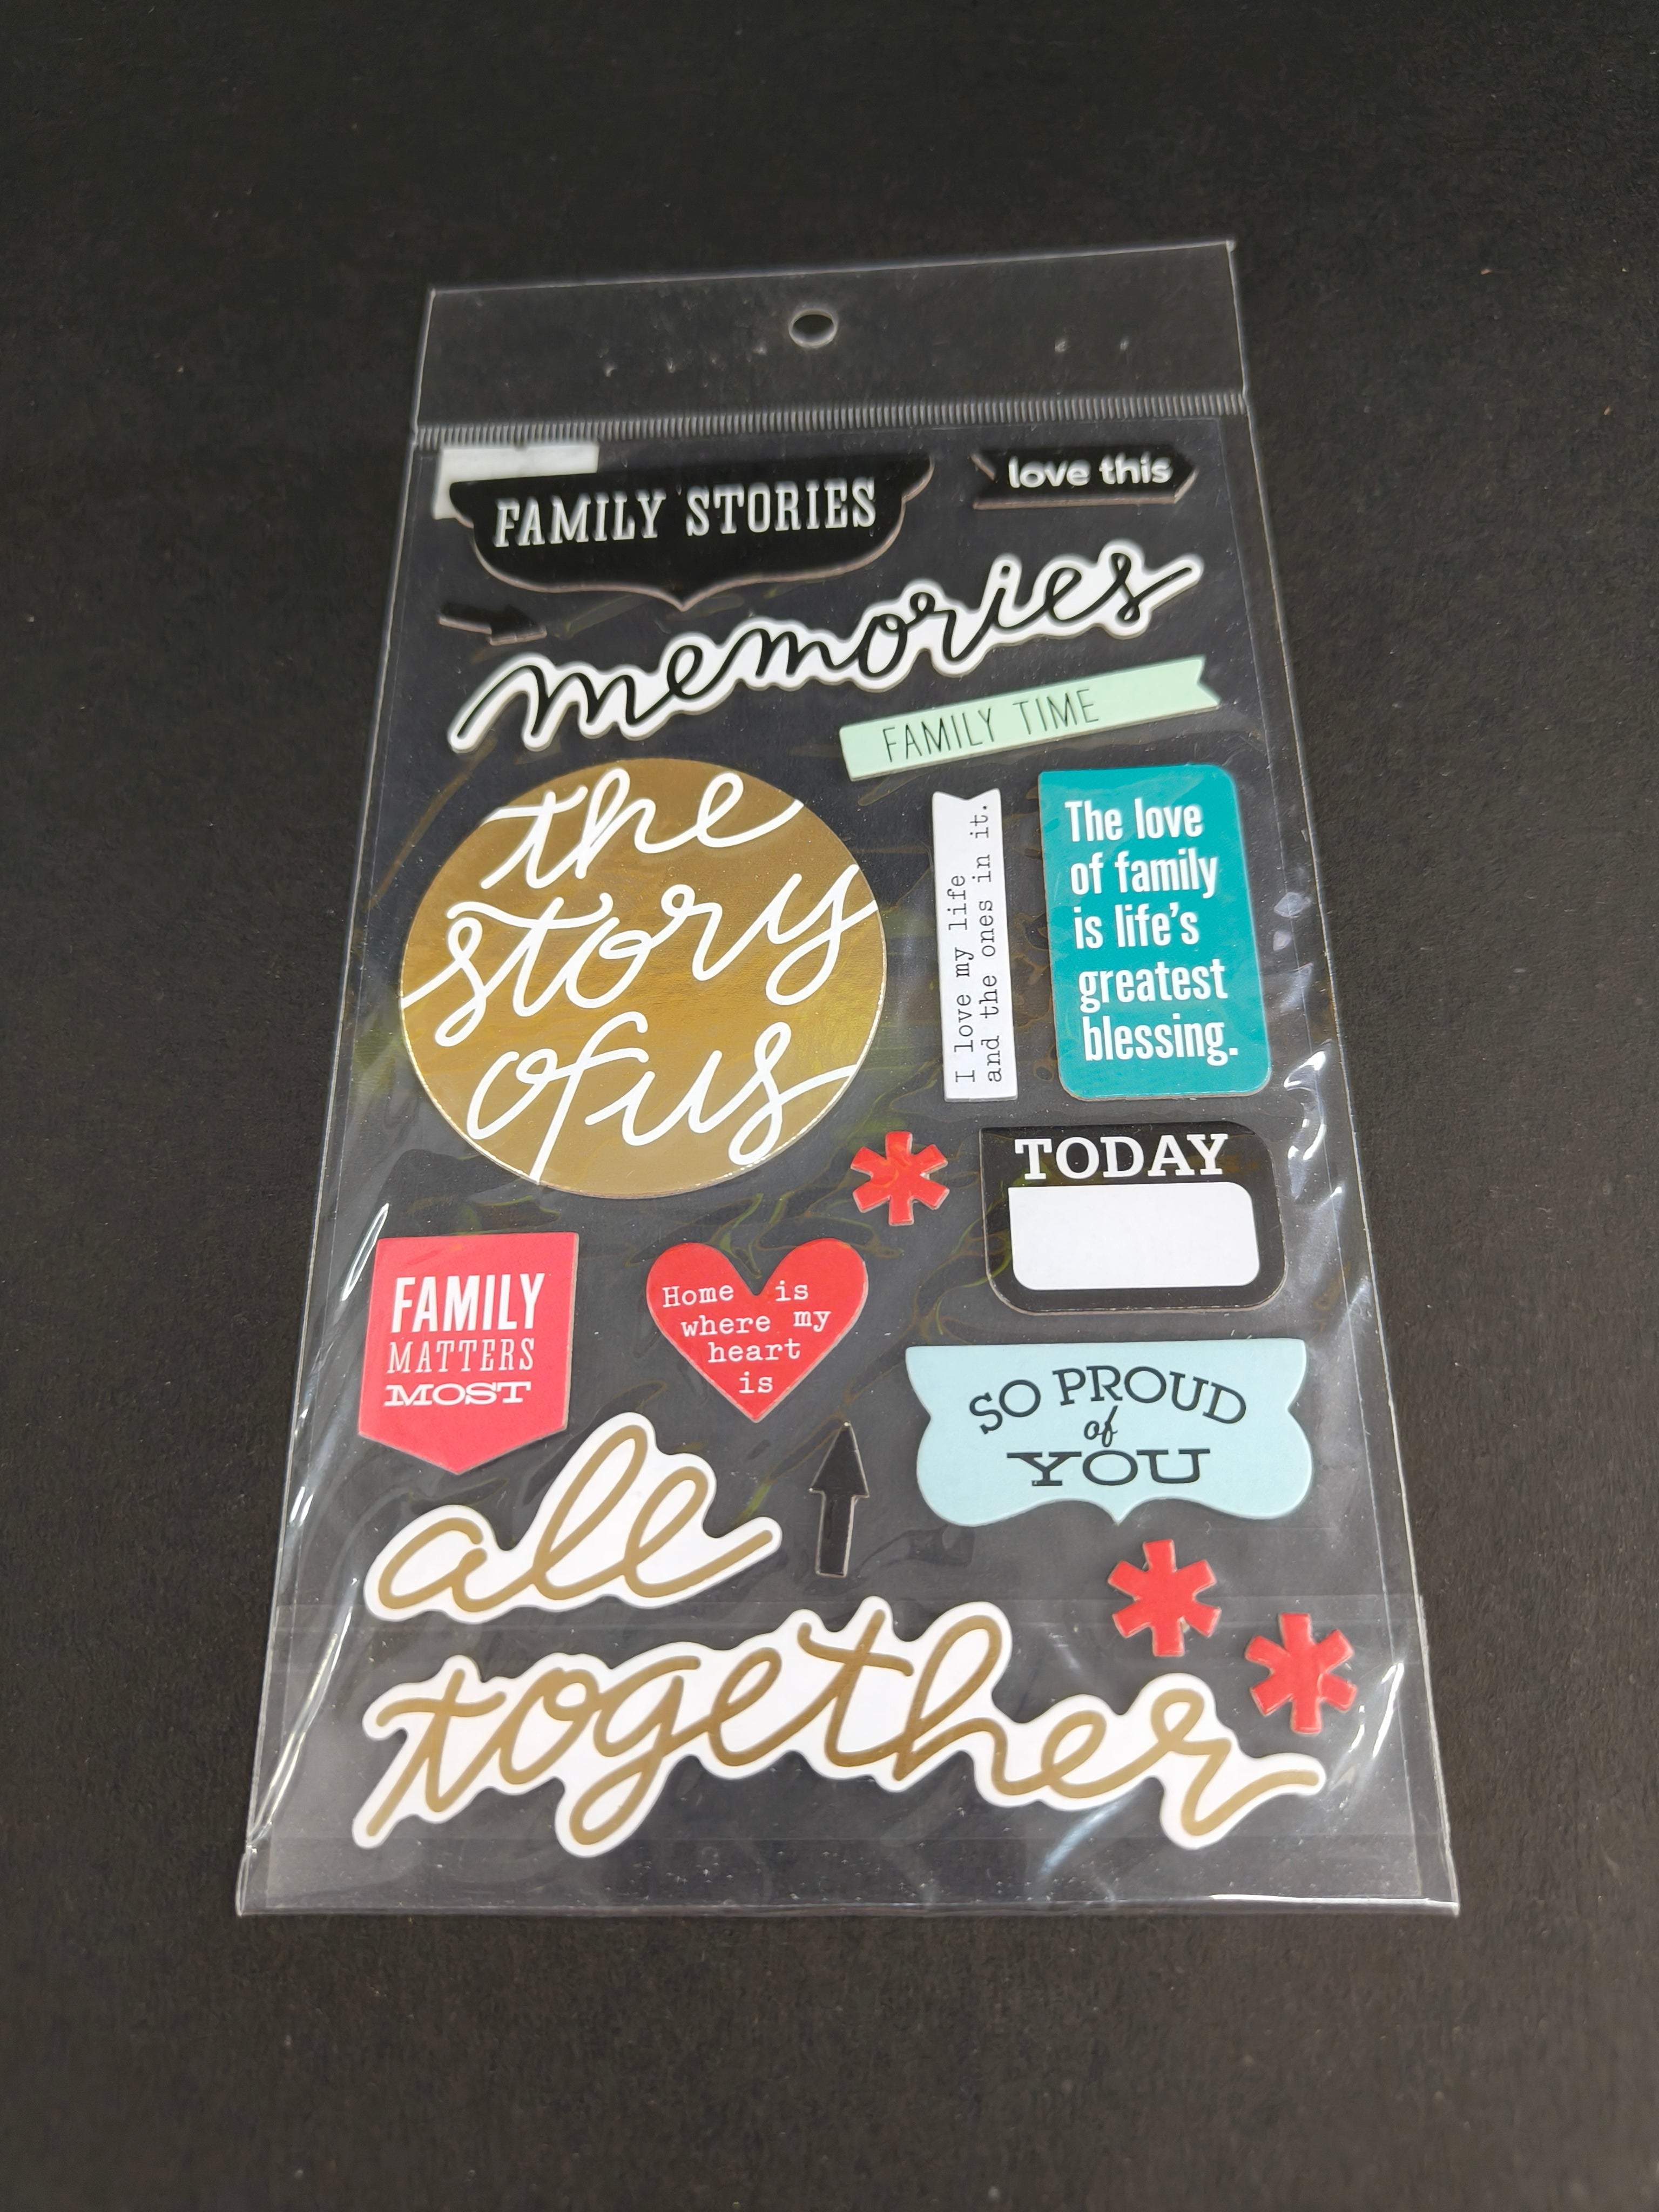 FAMILY STORIES
love this
memories
FAMILY TIME
the
story
of us
I love my life
and the ones in it.
The love
of family
is life's
greatest
blessing.
TODAY
FAMILY
MATTERS
MOST
Home is
where my
heart
is
SO PROUD
of
YOU
all
together